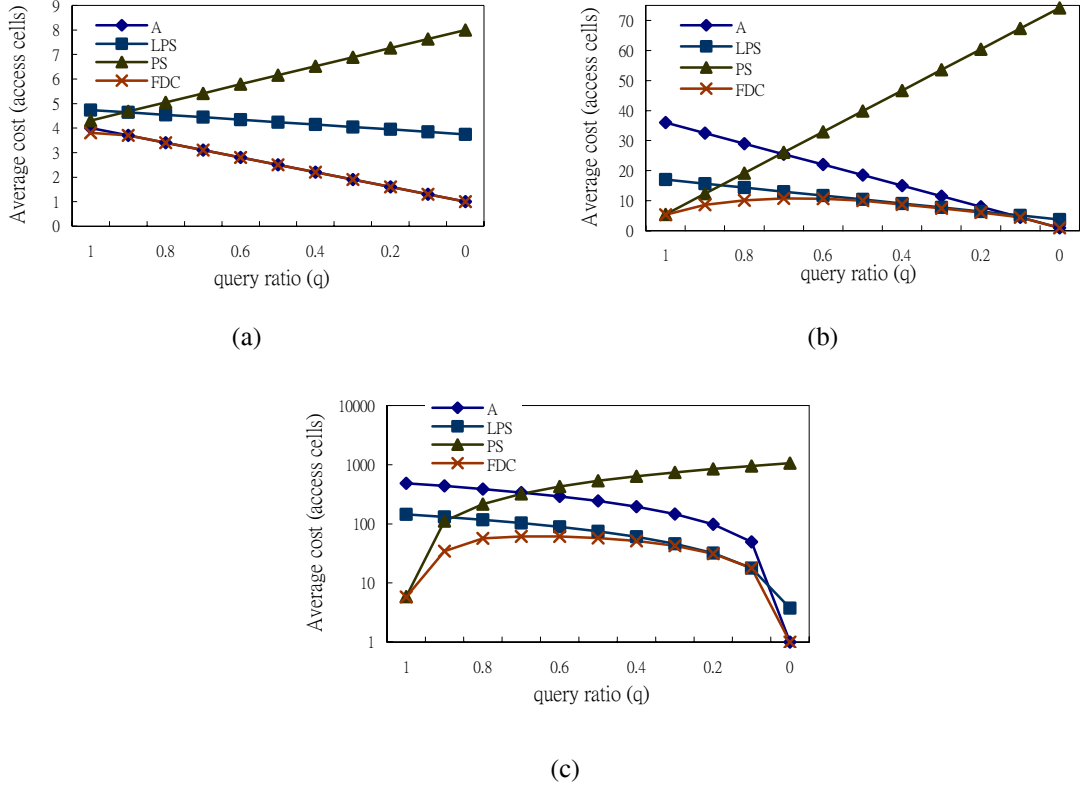 Average cost (access cells)
9
8
7
6
5
4
3
2
1
0
A
LPS
PS
FDC
1
0.8
0.6
0.4
0.2
0
query ratio (q)
(a)
Average cost (access cells)
70
60
50
40
30
20
10
0
A
LPS
PS
FDC
1
0.8
0.6
0.4
0.2
0
query ratio (q)
(b)
Average cost (access cells)
10000
1000
100
10
1
A
LPS
PS
FDC
1
0.8
0.6
0.4
0.2
0
query ratio (q)
(c)